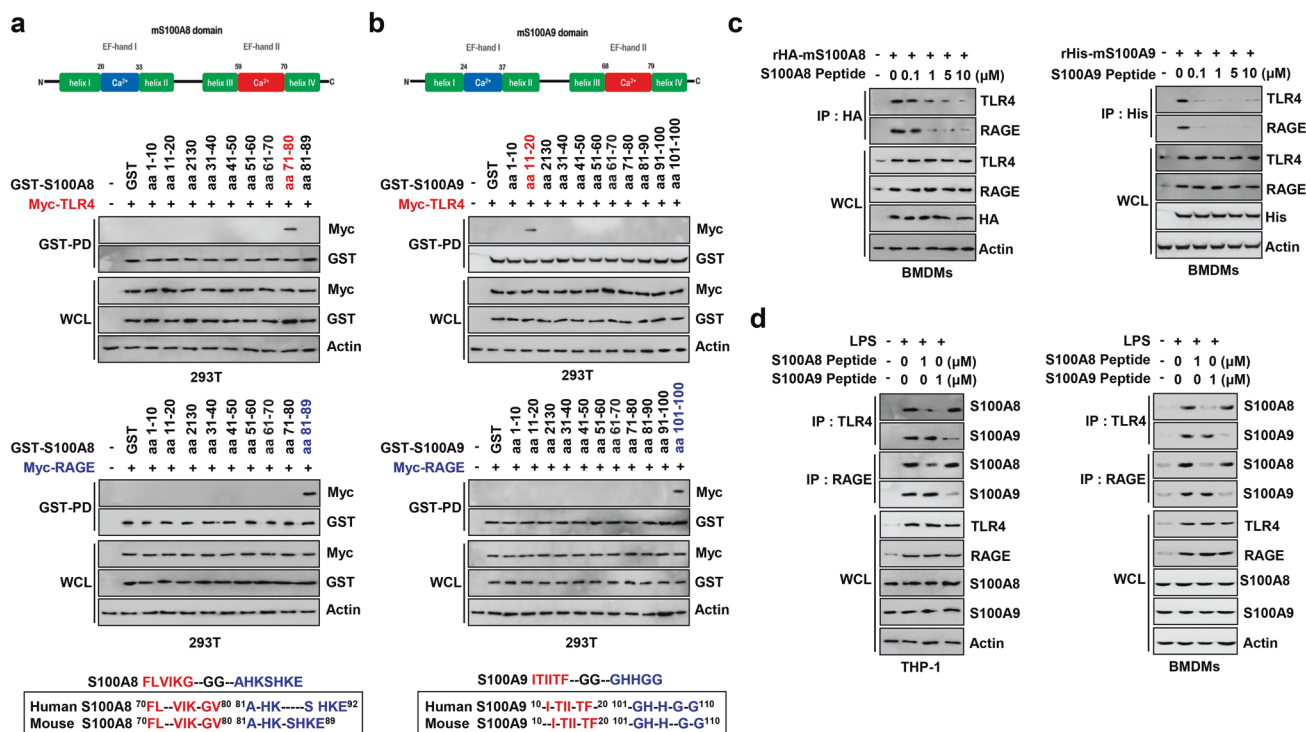 a
mS100A8 domain
EF-hand I EF-hand II
20 33 59 70
N helix I Ca²⁺ helix II helix III Ca²⁺ helix IV C
GST-S100A8 - GST aa 1-10 aa 11-20 aa 2130 aa 31-40 aa 41-50 aa 51-60 aa 61-70 aa 71-80 aa 81-89
Myc-TLR4 - + + + + + + + + + +
GST-PD Myc
GST
WCL Myc
GST
Actin
293T
GST-S100A8 - GST aa 1-10 aa 11-20 aa 2130 aa 31-40 aa 41-50 aa 51-60 aa 61-70 aa 71-80 aa 81-89
Myc-RAGE - + + + + + + + + + +
GST-PD Myc
GST
WCL Myc
GST
Actin
293T
S100A8 FLVIKG--GG--AHKSHKE
Human S100A8 ⁷⁰FL--VIK-GV⁸⁰ ⁸¹A-HK-----S HKE⁹²
Mouse S100A8 ⁷⁰FL--VIK-GV⁸⁰ ⁸¹A-HK-SHKE⁸⁹
b
mS100A9 domain
EF-hand I EF-hand II
24 37 68 79
N helix I Ca²⁺ helix II helix III Ca²⁺ helix IV C
GST-S100A9 - GST aa 1-10 aa 11-20 aa 2130 aa 31-40 aa 41-50 aa 51-60 aa 61-70 aa 71-80 aa 81-90 aa 91-100 aa 101-100
Myc-TLR4 - + + + + + + + + + + + +
GST-PD Myc
GST
WCL Myc
GST
Actin
293T
GST-S100A9 - GST aa 1-10 aa 11-20 aa 2130 aa 31-40 aa 41-50 aa 51-60 aa 61-70 aa 71-80 aa 81-90 aa 91-100 aa 101-100
Myc-RAGE - + + + + + + + + + + + +
GST-PD Myc
GST
WCL Myc
GST
Actin
293T
S100A9 ITIITF--GG--GHHGG
Human S100A9 ¹⁰-I-TII-TF-²⁰ ¹⁰¹-GH-H-G-G¹¹⁰
Mouse S100A9 ¹⁰--I-TII-TF²⁰ ¹⁰¹-GH-H--G-G¹¹⁰
c
rHA-mS100A8 - + + + + +
S100A8 Peptide - 0 0.1 1 5 10 (μM)
IP : HA TLR4
RAGE
WCL TLR4
RAGE
HA
Actin
BMDMs
rHis-mS100A9 - + + + + +
S100A9 Peptide - 0 0.1 1 5 10 (μM)
IP : His TLR4
RAGE
WCL TLR4
RAGE
His
Actin
BMDMs
d
LPS - + + +
S100A8 Peptide - 0 1 0 (μM)
S100A9 Peptide - 0 0 1 (μM)
IP : TLR4 S100A8
S100A9
IP : RAGE S100A8
S100A9
WCL TLR4
RAGE
S100A8
S100A9
Actin
THP-1
LPS - + + +
S100A8 Peptide - 0 1 0 (μM)
S100A9 Peptide - 0 0 1 (μM)
IP : TLR4 S100A8
S100A9
IP : RAGE S100A8
S100A9
WCL TLR4
RAGE
S100A8
S100A9
Actin
BMDMs